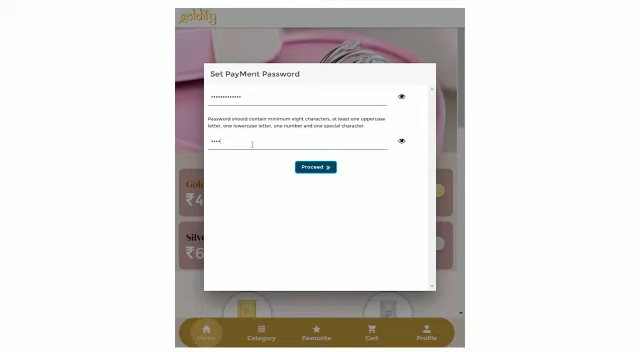 goldify
Set PayMent Password
•••••••••••••
Password should contain minimum eight characters, at least one uppercase
letter, one lowercase letter, one number and one special character.
••••
Proceed »
Gold
₹4
Silve
₹6
Home
Category
Favourite
Cart
Profile